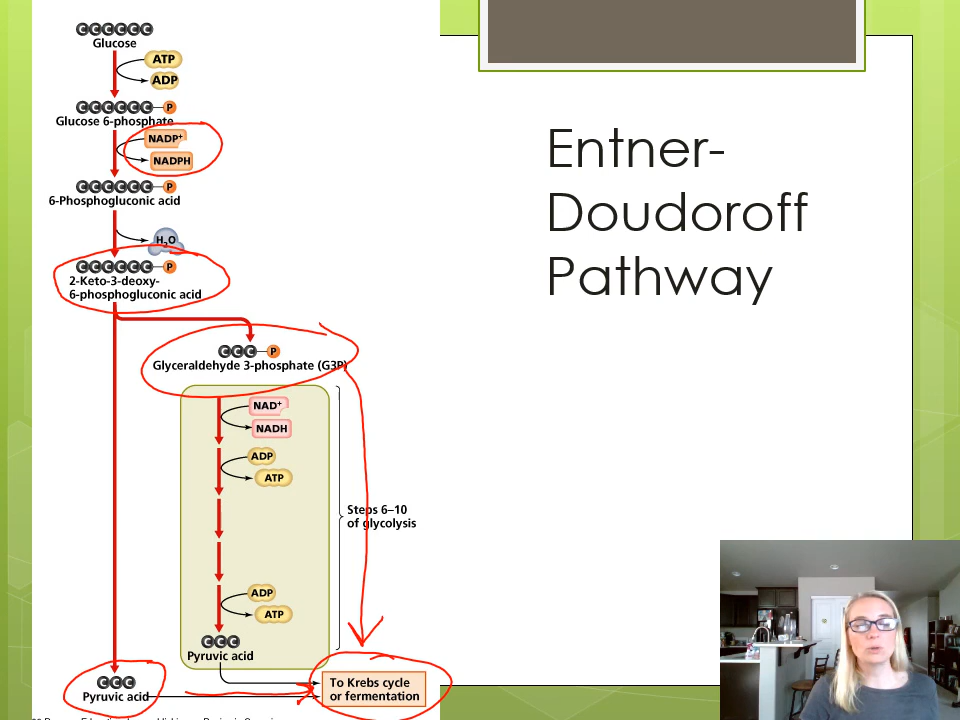 Glucose
ATP
ADP
P
Glucose 6-phosphate
NADP+
NADPH
P
6-Phosphogluconic acid
H2O
P
2-Keto-3-deoxy-
6-phosphogluconic acid
Entner-
Doudoroff
Pathway
P
Glyceraldehyde 3-phosphate (G3P)
NAD+
NADH
ADP
ATP
Steps 6–10
of glycolysis
ADP
ATP
Pyruvic acid
Pyruvic acid
To Krebs cycle
or fermentation